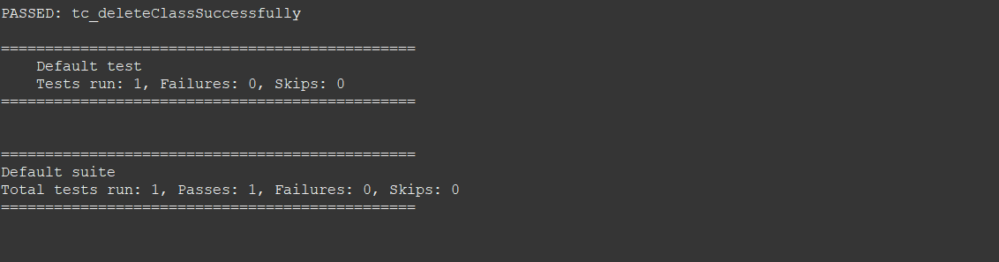 PASSED: tc_deleteClassSuccessfully
===============================================
Default test
Tests run: 1, Failures: 0, Skips: 0
===============================================
===============================================
Default suite
Total tests run: 1, Passes: 1, Failures: 0, Skips: 0
===============================================